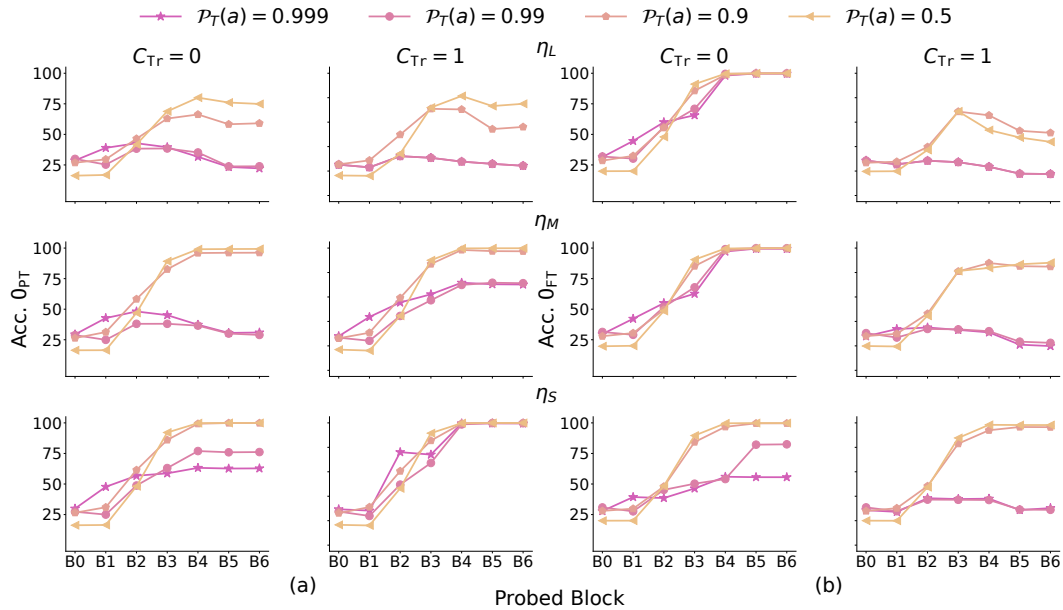 𝒫_T(a) = 0.999 𝒫_T(a) = 0.99 𝒫_T(a) = 0.9 𝒫_T(a) = 0.5
η_L
C_Tr = 0 C_Tr = 1 C_Tr = 0 C_Tr = 1
100 100
75 75
50 50
25 25
η_M
100 100
75 75
50 50
25 25
Acc. 0_PT Acc. 0_FT
η_S
100 100
75 75
50 50
25 25
B0 B1 B2 B3 B4 B5 B6 B0 B1 B2 B3 B4 B5 B6 B0 B1 B2 B3 B4 B5 B6 B0 B1 B2 B3 B4 B5 B6
(a) (b)
Probed Block